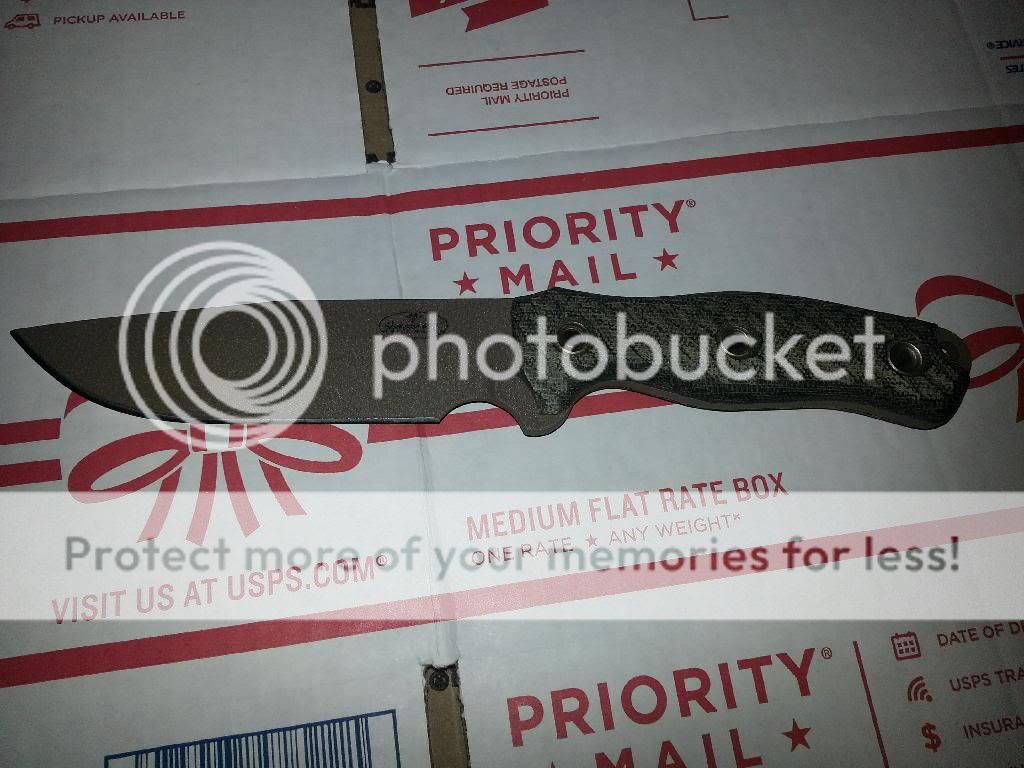 PICKUP AVAILABLE
PRIORITY MAIL
POSTAGE REQUIRED
PRIORITY®
★ MAIL ★
photobucket
MEDIUM FLAT RATE BOX
ONE RATE ★ ANY WEIGHT*
Protect more of your memories for less!
VISIT US AT USPS.COM®
PRIORITY®
MAIL ★
DATE OF D
USPS TRA
$ INSURA